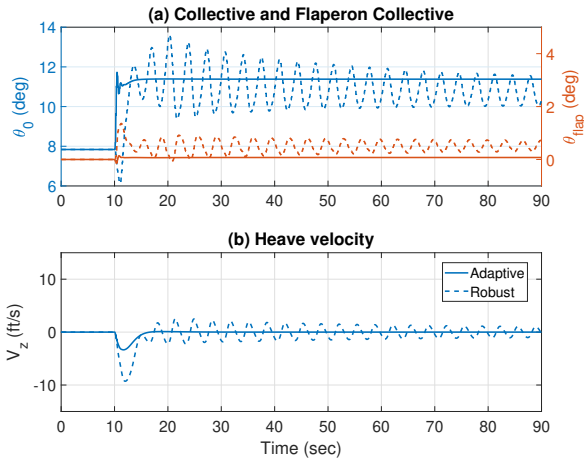 (a) Collective and Flaperon Collective
14
12
10
8
6
θ0 (deg)
4
2
0
θflap (deg)
0 10 20 30 40 50 60 70 80 90
(b) Heave velocity
10
0
-10
Vz (ft/s)
Adaptive
Robust
0 10 20 30 40 50 60 70 80 90
Time (sec)